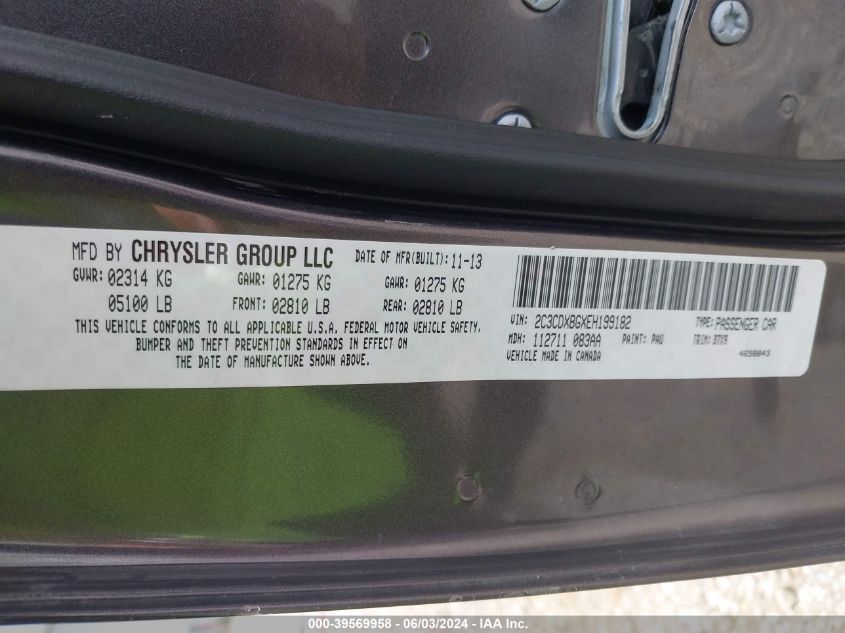 MFD BY CHRYSLER GROUP LLC DATE OF MFR(BUILT): 11-13
GVWR: 02314 KG GAWR: 01275 KG GAWR: 01275 KG
05100 LB FRONT: 02810 LB REAR: 02810 LB
THIS VEHICLE CONFORMS TO ALL APPLICABLE U.S.A. FEDERAL MOTOR VEHICLE SAFETY,
BUMPER AND THEFT PREVENTION STANDARDS IN EFFECT ON
THE DATE OF MANUFACTURE SHOWN ABOVE.
VIN: 2C3CDXBGXEH199182 TYPE: PASSENGER CAR
MDH: 112711 083AA PAINT: PAU TRIM: B7X9
VEHICLE MADE IN CANADA 4658843
000-39569958 - 06/03/2024 - IAA Inc.